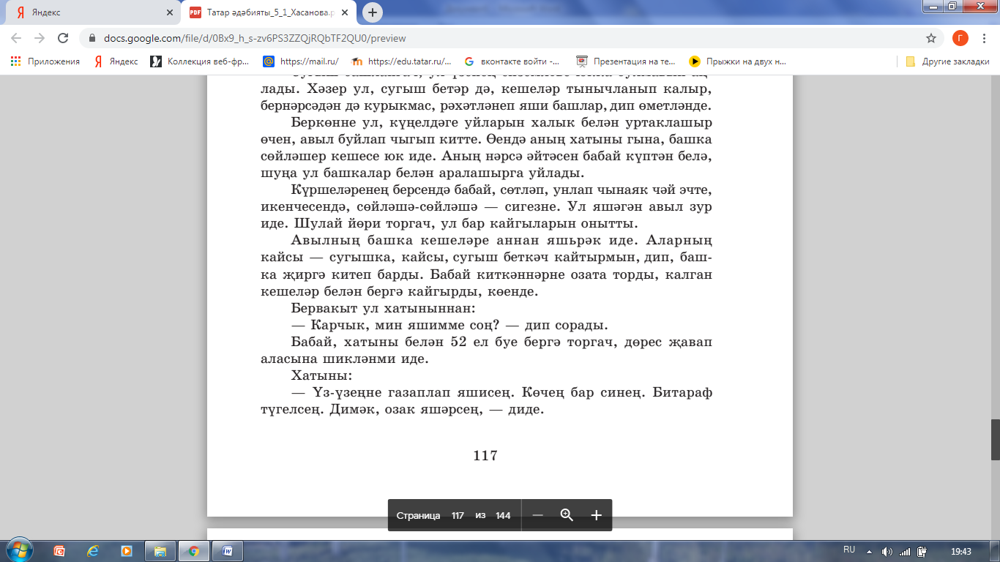 Яндекс
Татар әдәбияты_5_1_Хасанова.p
docs.google.com/file/d/0Bx9_h_s-zv6PS3ZZQjRQbTF2QU0/preview
Г
Приложения Яндекс Коллекция веб-фр... https://mail.ru/ https://edu.tatar.ru/... вконтакте войти -... Презентация на те... Прыжки на двух н... Другие закладки
лады. Хәзер ул, сугыш бетәр дә, кешеләр тынычланып калыр,
бернәрсәдән дә курыкмас, рәхәтләнеп яши башлар, дип өметләнде.
Беркөнне ул, күңелдәге уйларын халык белән уртаклашыр
өчен, авыл буйлап чыгып китте. Өендә аның хатыны гына, башка
сөйләшер кешесе юк иде. Аның нәрсә әйтәсен бабай күптән белә,
шуңа ул башкалар белән аралашырга уйлады.
Күршеләренең берсендә бабай, сөтләп, унлап чынаяк чәй эчте,
икенчесендә, сөйләшә-сөйләшә — сигезне. Ул яшәгән авыл зур
иде. Шулай йөри торгач, ул бар кайгыларын онытты.
Авылның башка кешеләре аннан яшьрәк иде. Аларның
кайсы — сугышка, кайсы, сугыш беткәч кайтырмын, дип, баш-
ка җиргә китеп барды. Бабай киткәннәрне озата торды, калган
кешеләр белән бергә кайгырды, көенде.
Бервакыт ул хатыныннан:
— Карчык, мин яшимме соң? — дип сорады.
Бабай, хатыны белән 52 ел буе бергә торгач, дөрес җавап
аласына шикләнми иде.
Хатыны:
— Үз-үзеңне газаплап яшисең. Көчең бар синең. Битараф
түгелсең. Димәк, озак яшәрсең, — диде.
117
Страница 117 из 144
RU 19:43